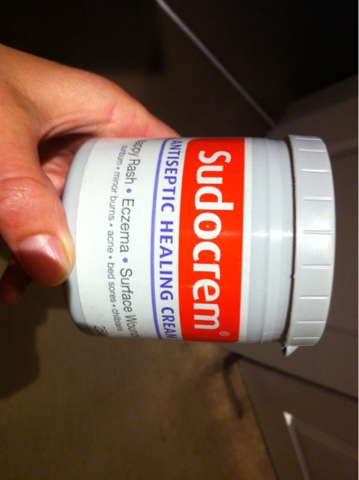 Sudocrem®
ANTISEPTIC HEALING CREAM
Rash • Eczema • Surface
• minor burns • acne • bed sores •